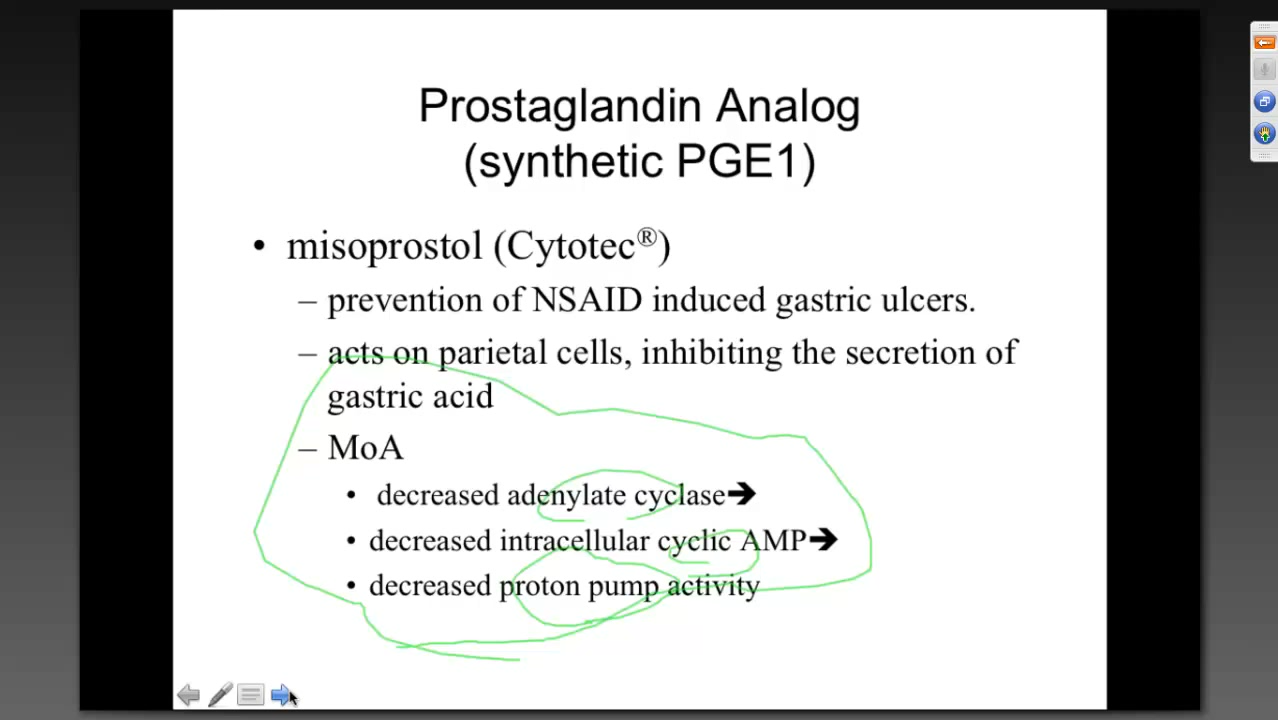 Prostaglandin Analog
(synthetic PGE1)
• misoprostol (Cytotec®)
– prevention of NSAID induced gastric ulcers.
– acts on parietal cells, inhibiting the secretion of
gastric acid
– MoA
• decreased adenylate cyclase➔
• decreased intracellular cyclic AMP➔
• decreased proton pump activity